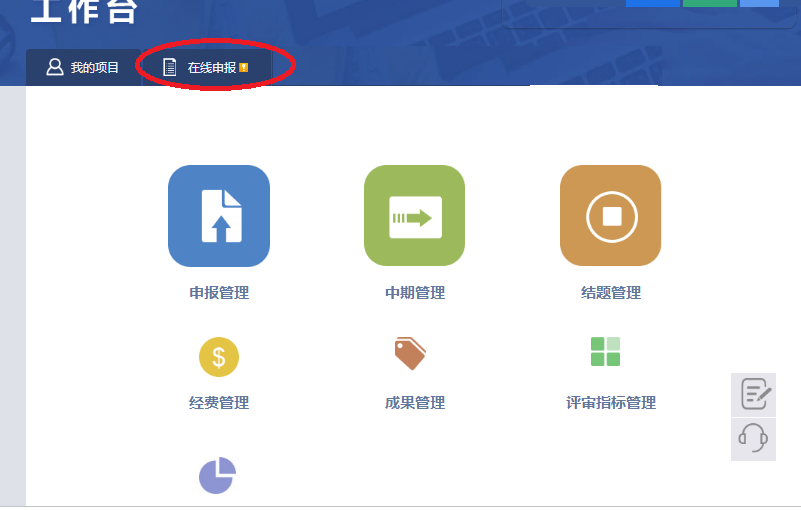 工作台
我的项目
在线申报
申报管理
中期管理
结题管理
经费管理
成果管理
评审指标管理